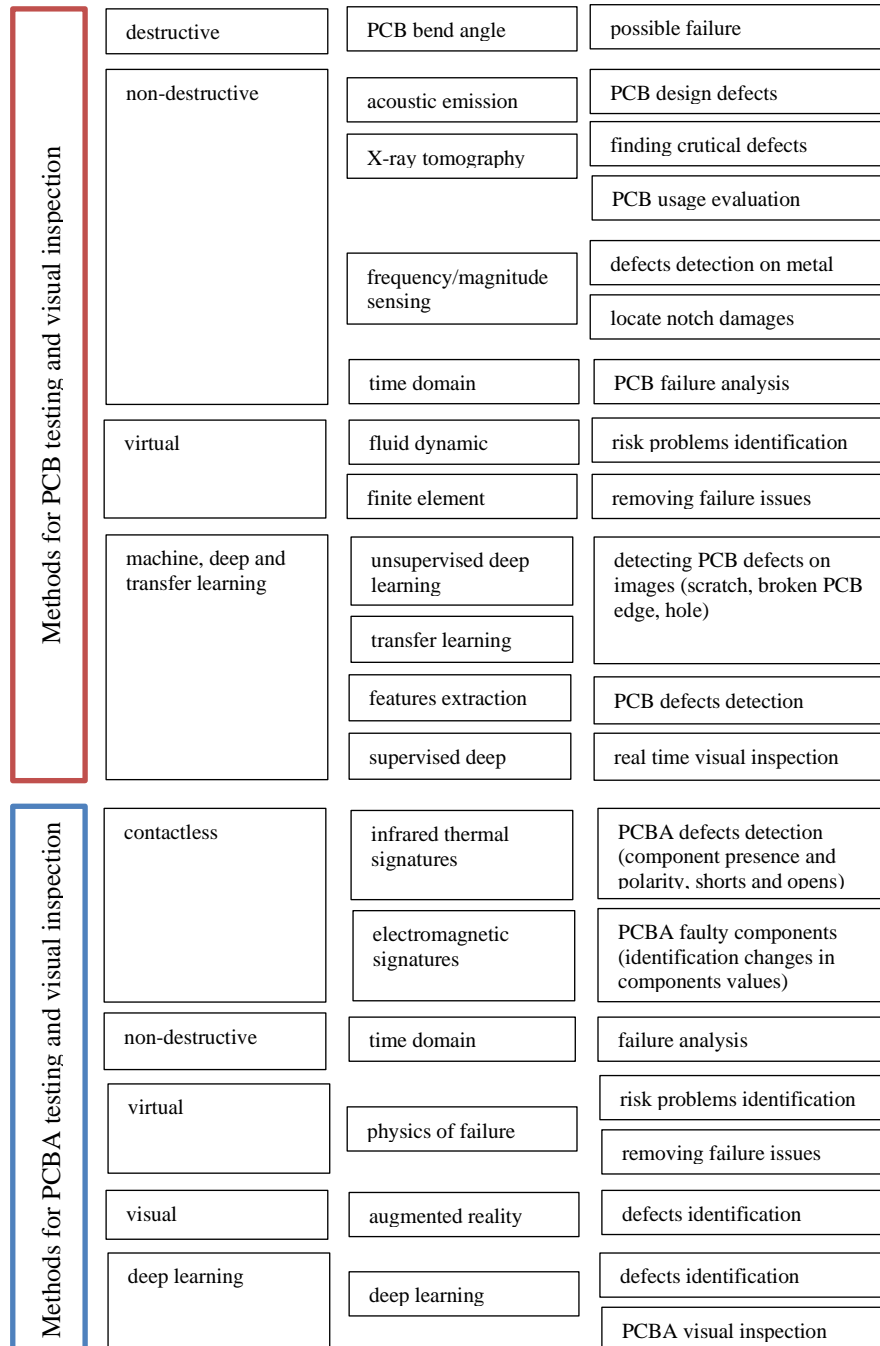 Methods for PCB testing and visual inspection
destructive
PCB bend angle
possible failure
non-destructive
acoustic emission
PCB design defects
X-ray tomography
finding crutical defects
PCB usage evaluation
frequency/magnitude
sensing
defects detection on metal
locate notch damages
time domain
PCB failure analysis
virtual
fluid dynamic
risk problems identification
finite element
removing failure issues
machine, deep and
transfer learning
unsupervised deep
learning
detecting PCB defects on
images (scratch, broken PCB
edge, hole)
transfer learning
features extraction
PCB defects detection
supervised deep
real time visual inspection
Methods for PCBA testing and visual inspection
contactless
infrared thermal
signatures
PCBA defects detection
(component presence and
polarity, shorts and opens)
electromagnetic
signatures
PCBA faulty components
(identification changes in
components values)
non-destructive
time domain
failure analysis
virtual
physics of failure
risk problems identification
removing failure issues
visual
augmented reality
defects identification
deep learning
deep learning
defects identification
PCBA visual inspection